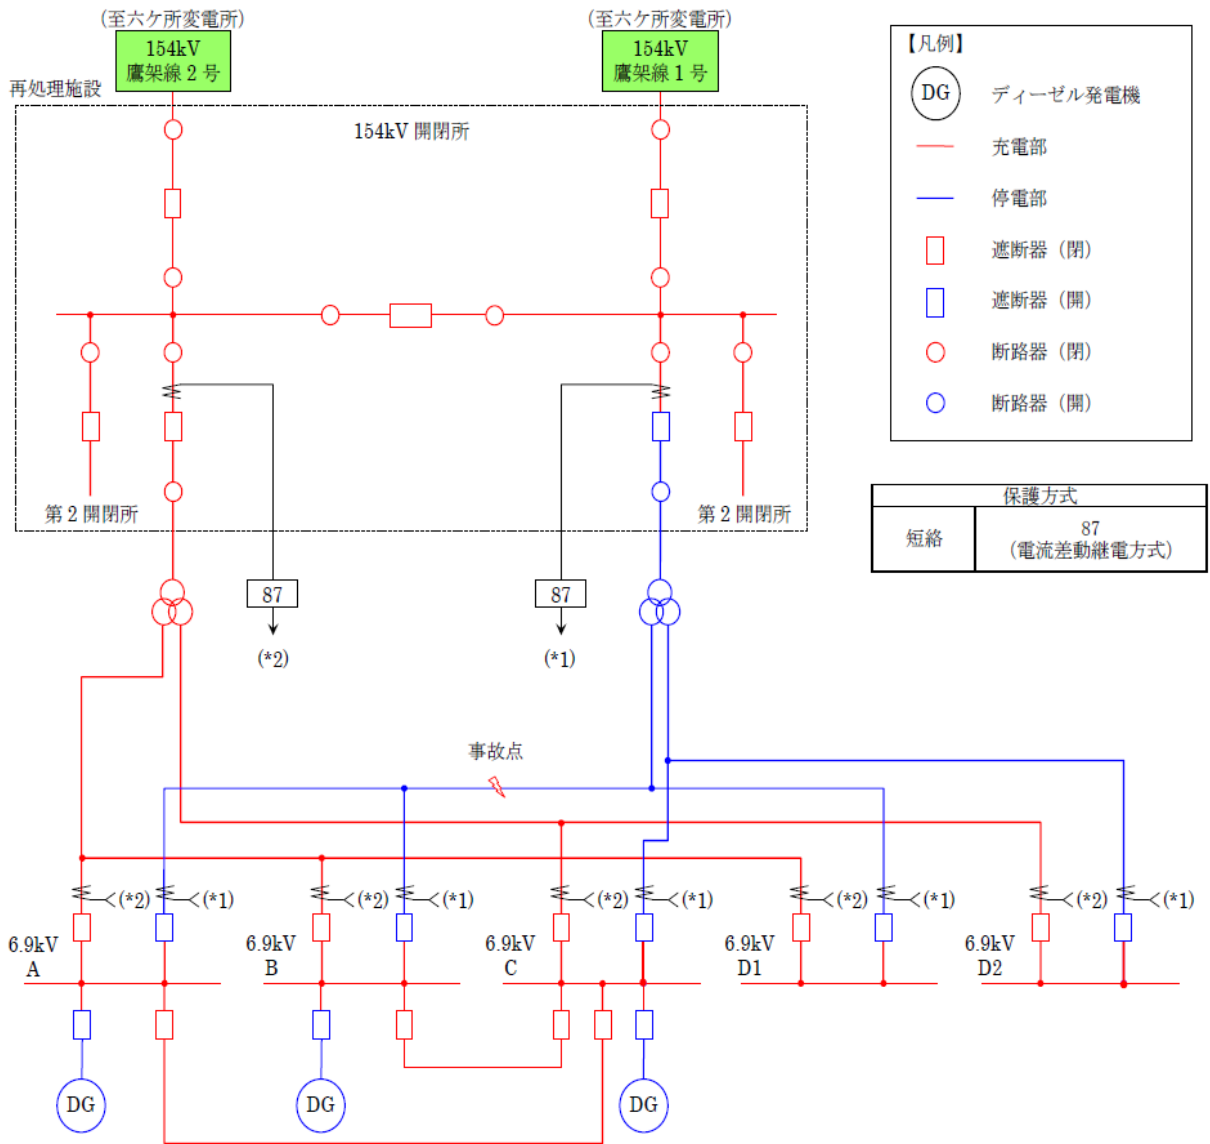 (至六ケ所変電所)
154kV
鷹架線2号
(至六ケ所変電所)
154kV
鷹架線1号
再処理施設
154kV 開閉所
第2開閉所
第2開閉所
87
(*2)
87
(*1)
【凡例】
DG
ディーゼル発電機
充電部
停電部
遮断器(閉)
遮断器(開)
断路器(閉)
断路器(開)
保護方式
短絡
87
(電流差動継電方式)
事故点
(*2)
(*1)
(*2)
(*1)
(*2)
(*1)
(*2)
(*1)
(*2)
(*1)
6.9kV
A
6.9kV
B
6.9kV
C
6.9kV
D1
6.9kV
D2
DG
DG
DG